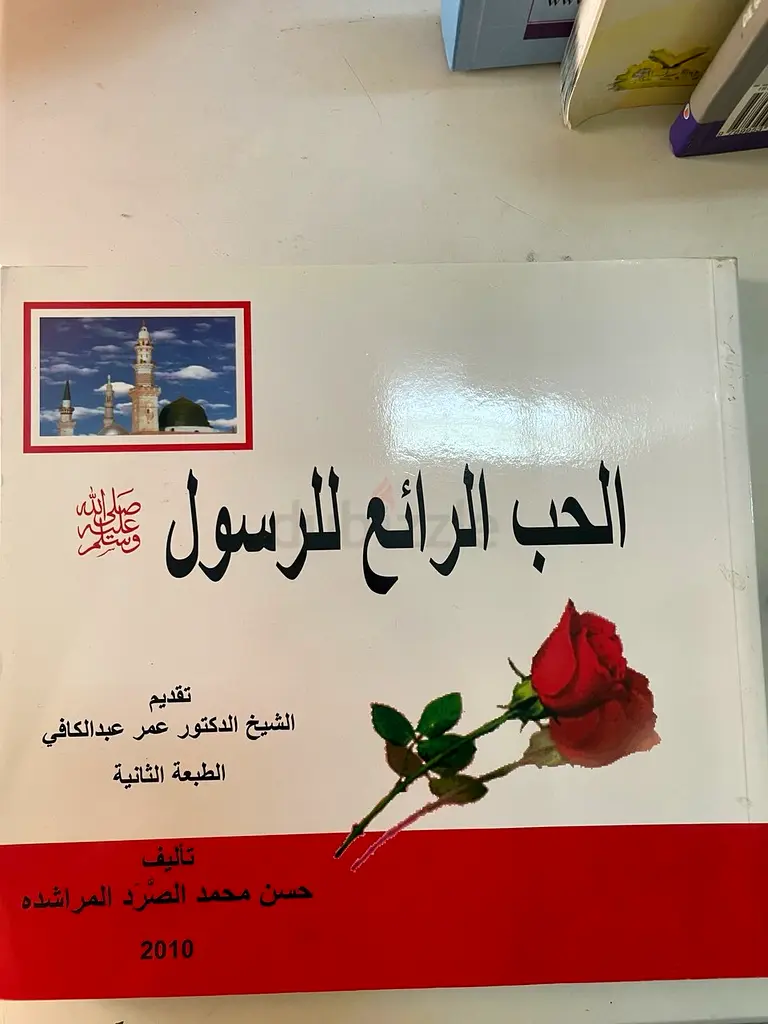 الحب الرائع للرسول صلى الله عليه وسلم
تقديم
الشيخ الدكتور عمر عبدالكافي
الطبعة الثانية
تأليف
حسن محمد الصَّرَد المراشده
2010
dubizzle